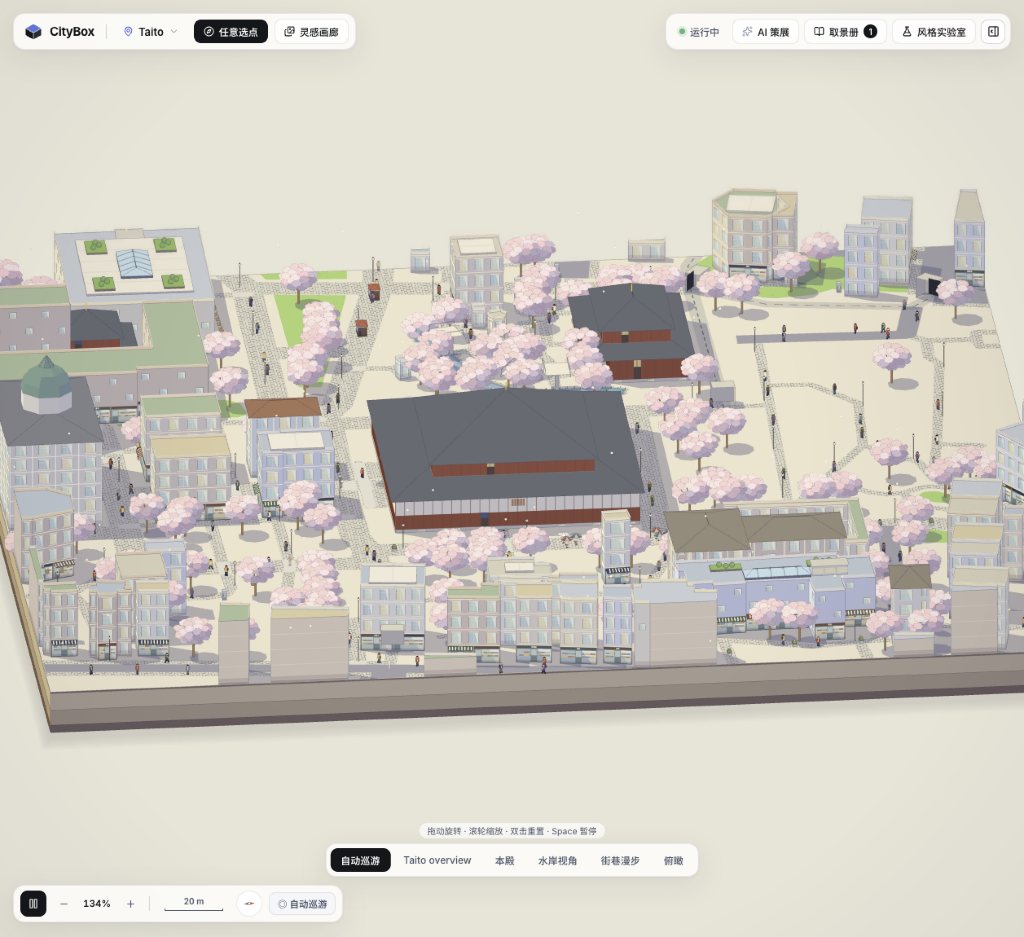 CityBox
Taito
任意选点
灵感画廊
运行中
AI 策展
取景册 1
风格实验室
拖动旋转 · 滚轮缩放 · 双击重置 · Space 暂停
自动巡游
Taito overview
本殿
水岸视角
街巷漫步
俯瞰
134%
20 m
自动巡游